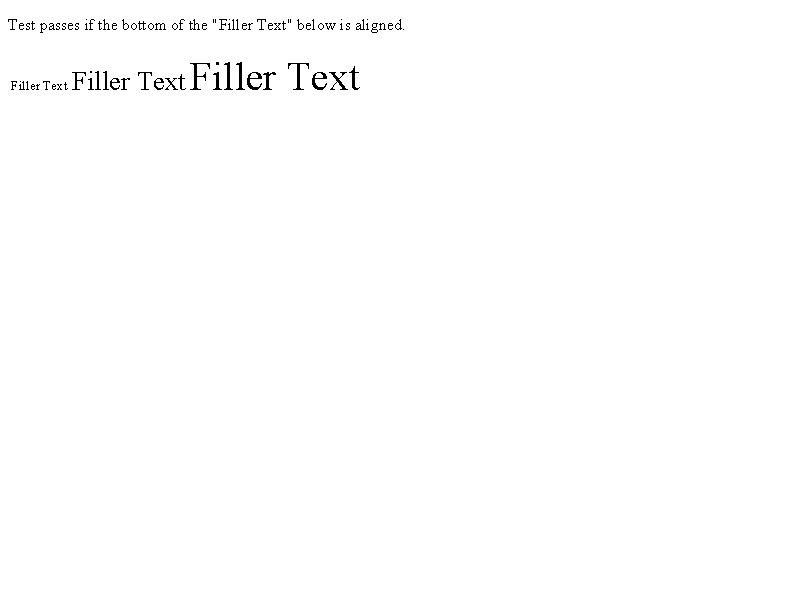 Test passes if the bottom of the "Filler Text" below is aligned.
Filler Text Filler Text Filler Text